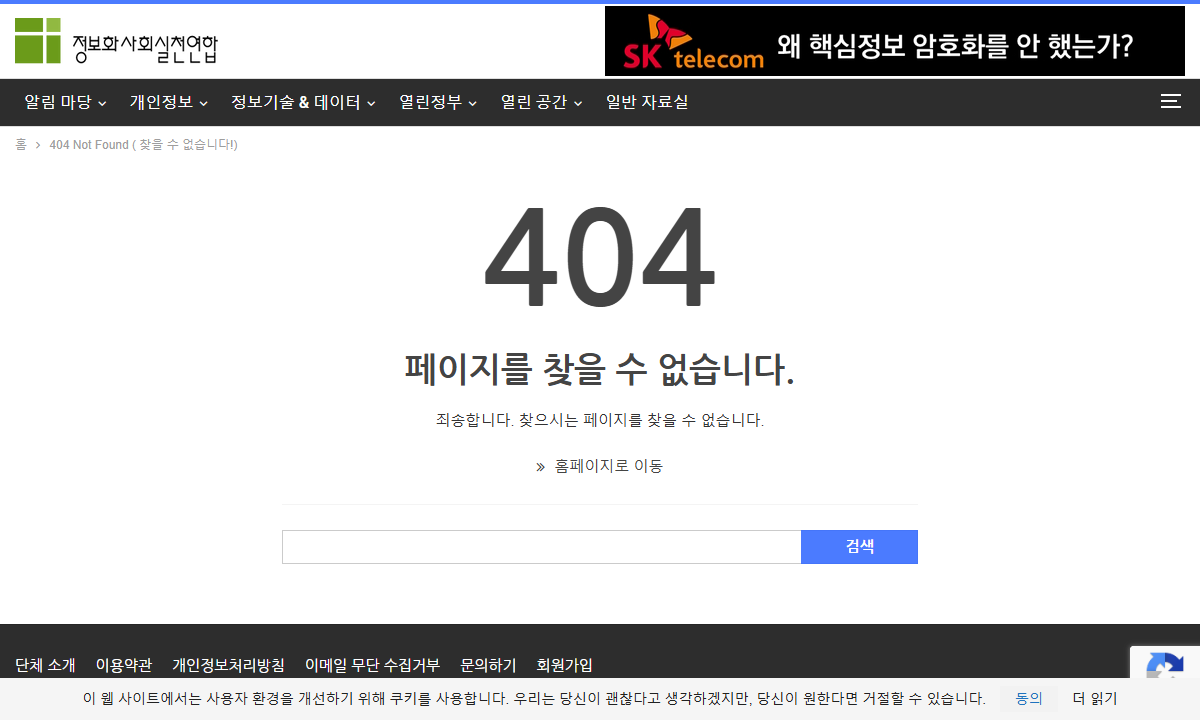 정보화사회실천연합
SK telecom 왜 핵심정보 암호화를 안 했는가?
알림 마당 개인정보 정보기술 & 데이터 열린정부 열린 공간 일반 자료실
홈 › 404 Not Found ( 찾을 수 없습니다!)
404
페이지를 찾을 수 없습니다.
죄송합니다. 찾으시는 페이지를 찾을 수 없습니다.
» 홈페이지로 이동
검색
단체 소개 이용약관 개인정보처리방침 이메일 무단 수집거부 문의하기 회원가입
이 웹 사이트에서는 사용자 환경을 개선하기 위해 쿠키를 사용합니다. 우리는 당신이 괜찮다고 생각하겠지만, 당신이 원한다면 거절할 수 있습니다. 동의 더 읽기